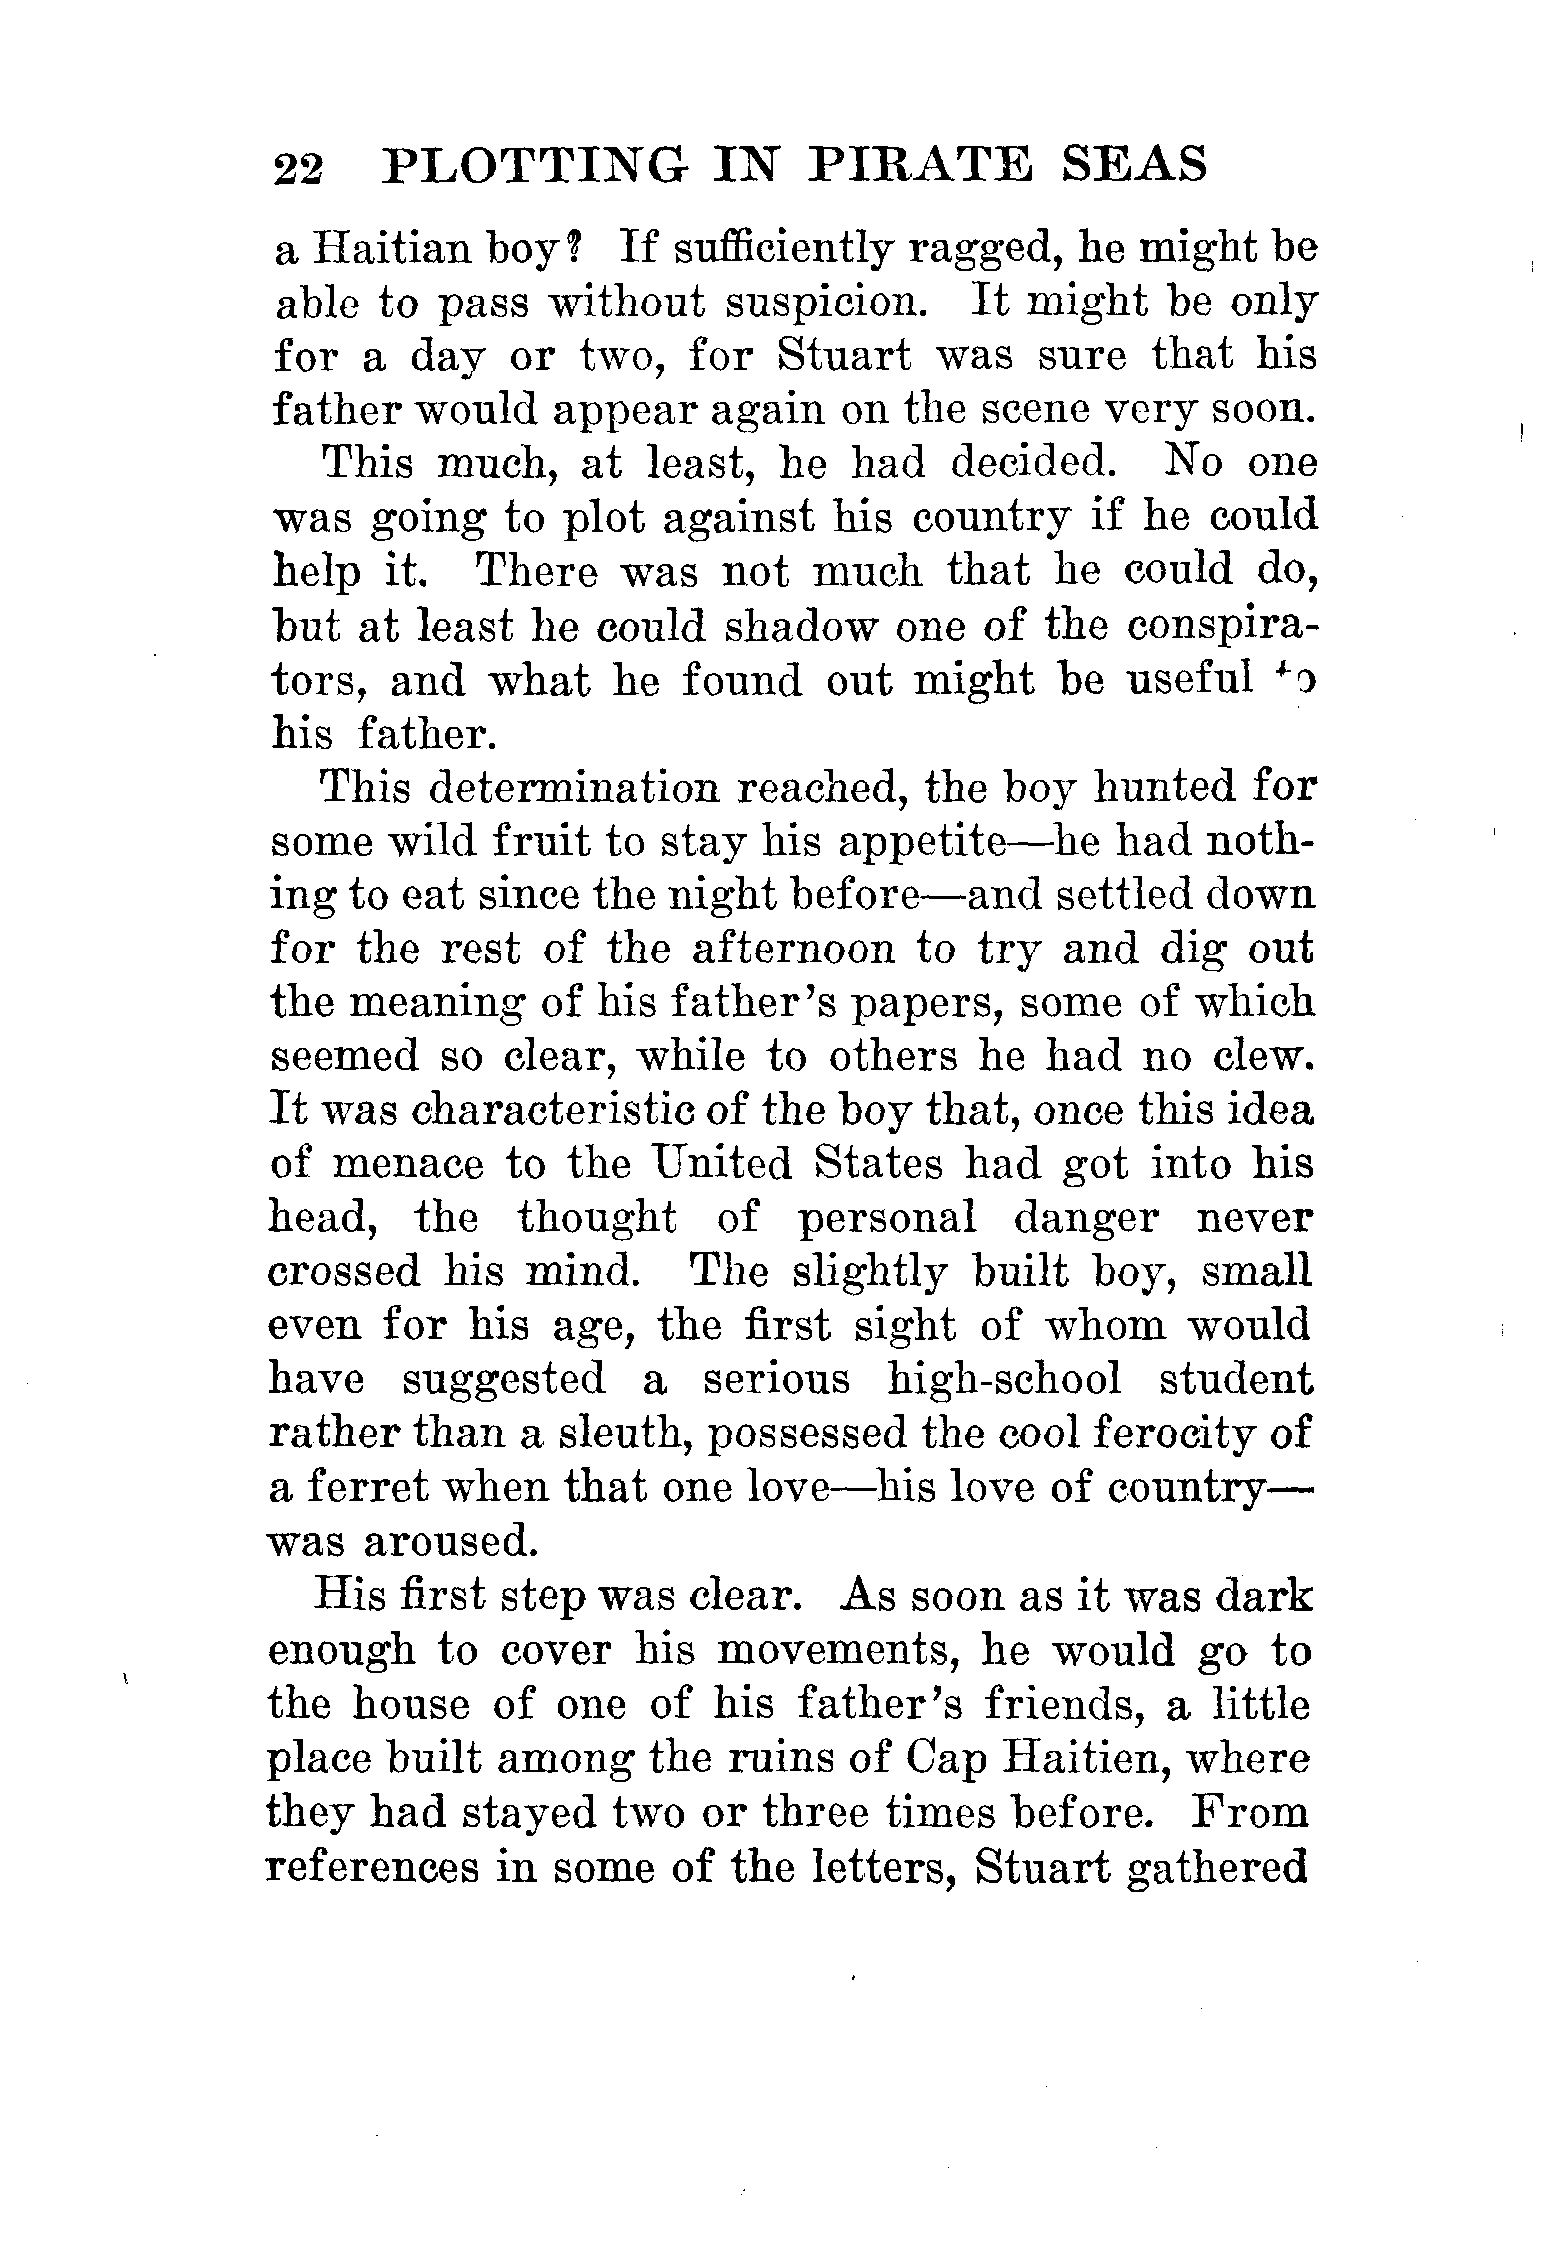 22 PLOTTING IN PIRATE SEAS
a Haitian boy? If sufficiently ragged, he might be
able to pass without suspicion. It might be only
for a day or two, for Stuart was sure that his
father would appear again on the scene very soon.
This much, at least, he had decided. No one
was going to plot against his country if he could
help it. There was not much that he could do,
but at least he could shadow one of the conspira-
tors, and what he found out might be useful to
his father.
This determination reached, the boy hunted for
some wild fruit to stay his appetite—he had noth-
ing to eat since the night before—and settled down
for the rest of the afternoon to try and dig out
the meaning of his father's papers, some of which
seemed so clear, while to others he had no clew.
It was characteristic of the boy that, once this idea
of menace to the United States had got into his
head, the thought of personal danger never
crossed his mind. The slightly built boy, small
even for his age, the first sight of whom would
have suggested a serious high-school student
rather than a sleuth, possessed the cool ferocity of
a ferret when that one love—his love of country—
was aroused.
His first step was clear. As soon as it was dark
enough to cover his movements, he would go to
the house of one of his father's friends, a little
place built among the ruins of Cap Haitien, where
they had stayed two or three times before. From
references in some of the letters, Stuart gathered